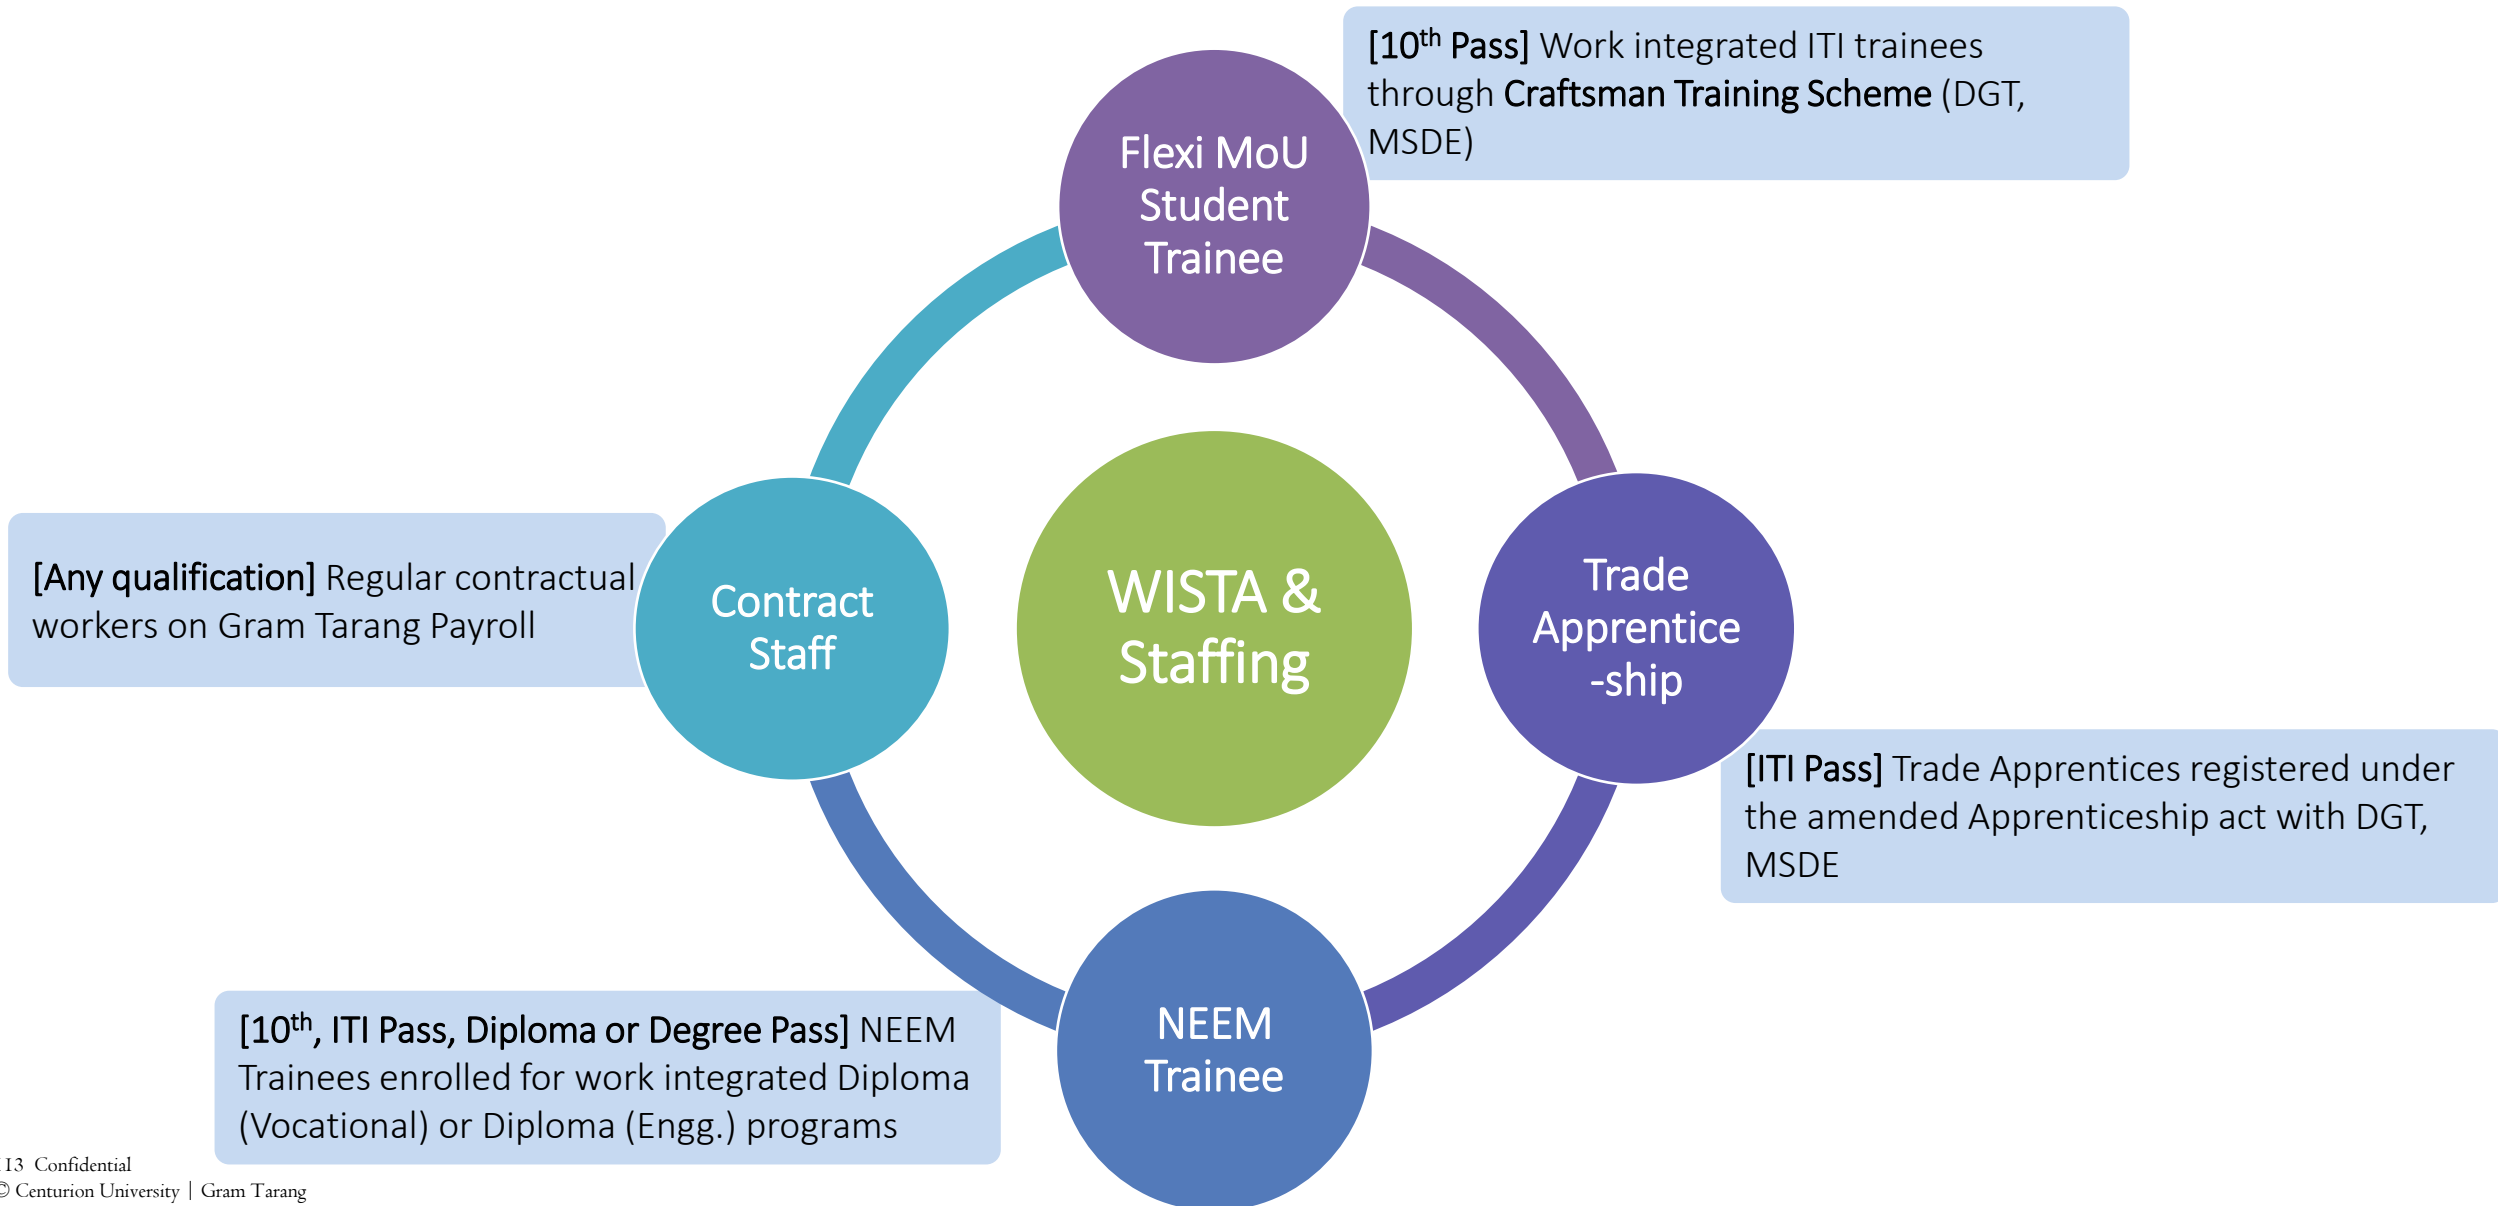 [10th Pass] Work integrated ITI trainees
through Craftsman Training Scheme (DGT,
MSDE)
Flexi MoU
Student
Trainee
[Any qualification] Regular contractual
workers on Gram Tarang Payroll
Contract
Staff
WISTA &
Staffing
Trade
Apprentice
-ship
[ITI Pass] Trade Apprentices registered under
the amended Apprenticeship act with DGT,
MSDE
[10th, ITI Pass, Diploma or Degree Pass] NEEM
Trainees enrolled for work integrated Diploma
(Vocational) or Diploma (Engg.) programs
NEEM
Trainee
113 Confidential
© Centurion University | Gram Tarang